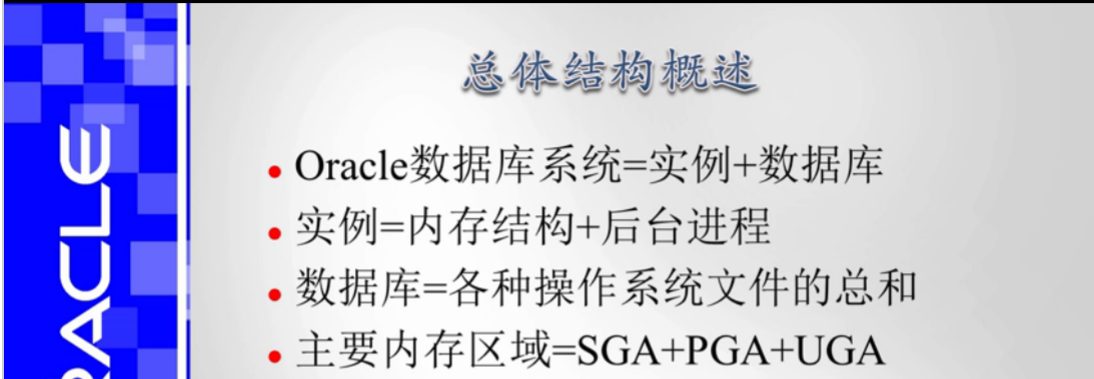 总体结构概述
Oracle数据库系统=实例+数据库
实例=内存结构+后台进程
数据库=各种操作系统文件的总和
主要内存区域=SGA+PGA+UGA
RACLE